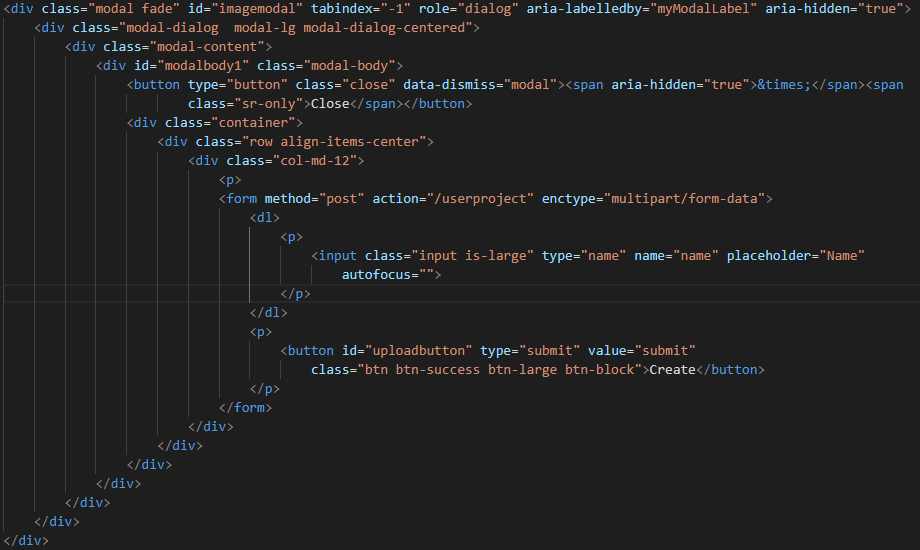 <div class="modal fade" id="imagemodal" tabindex="-1" role="dialog" aria-labelledby="myModalLabel" aria-hidden="true">
    <div class="modal-dialog  modal-lg modal-dialog-centered">
        <div class="modal-content">
            <div id="modalbody1" class="modal-body">
                <button type="button" class="close" data-dismiss="modal"><span aria-hidden="true">&times;</span><span
                        class="sr-only">Close</span></button>
                <div class="container">
                    <div class="row align-items-center">
                        <div class="col-md-12">
                            <p>
                            <form method="post" action="/userproject" enctype="multipart/form-data">
                                <dl>
                                    <p>
                                        <input class="input is-large" type="name" name="name" placeholder="Name"
                                            autofocus="">
                                    </p>
                                </dl>
                                <p>
                                    <button id="uploadbutton" type="submit" value="submit"
                                        class="btn btn-success btn-large btn-block">Create</button>
                                </p>
                            </form>
                        </div>
                    </div>
                </div>
            </div>
        </div>
    </div>
</div>